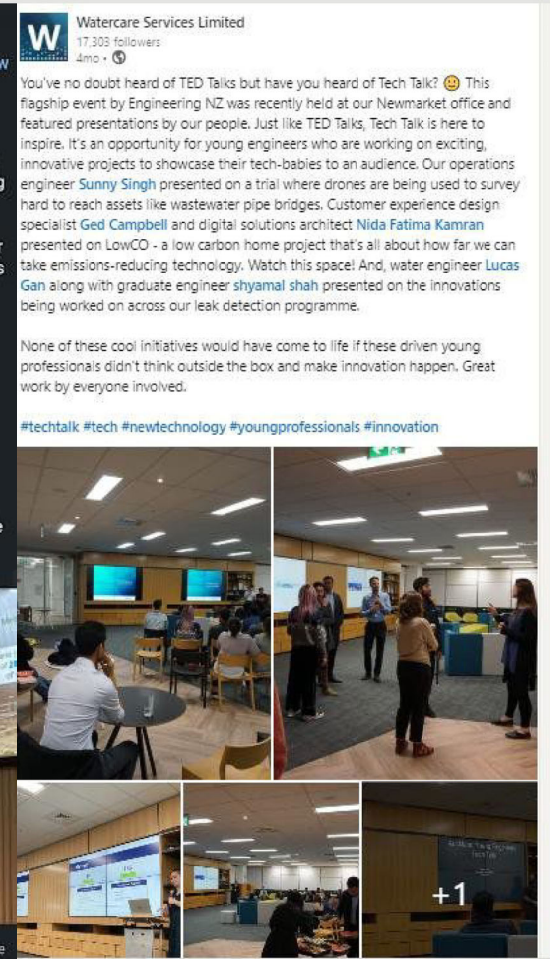 W
Watercare Services Limited
17,303 followers
4mo •
You've no doubt heard of TED Talks but have you heard of Tech Talk? 🙂 This
flagship event by Engineering NZ was recently held at our Newmarket office and
featured presentations by our people. Just like TED Talks, Tech Talk is here to
inspire. It's an opportunity for young engineers who are working on exciting,
innovative projects to showcase their tech-babies to an audience. Our operations
engineer Sunny Singh presented on a trial where drones are being used to survey
hard to reach assets like wastewater pipe bridges. Customer experience design
specialist Ged Campbell and digital solutions architect Nida Fatima Kamran
presented on LowCO - a low carbon home project that's all about how far we can
take emissions-reducing technology. Watch this space! And, water engineer Lucas
Gan along with graduate engineer shyamal shah presented on the innovations
being worked on across our leak detection programme.
None of these cool initiatives would have come to life if these driven young
professionals didn't think outside the box and make innovation happen. Great
work by everyone involved.
#techtalk #tech #newtechnology #youngprofessionals #innovation
+1